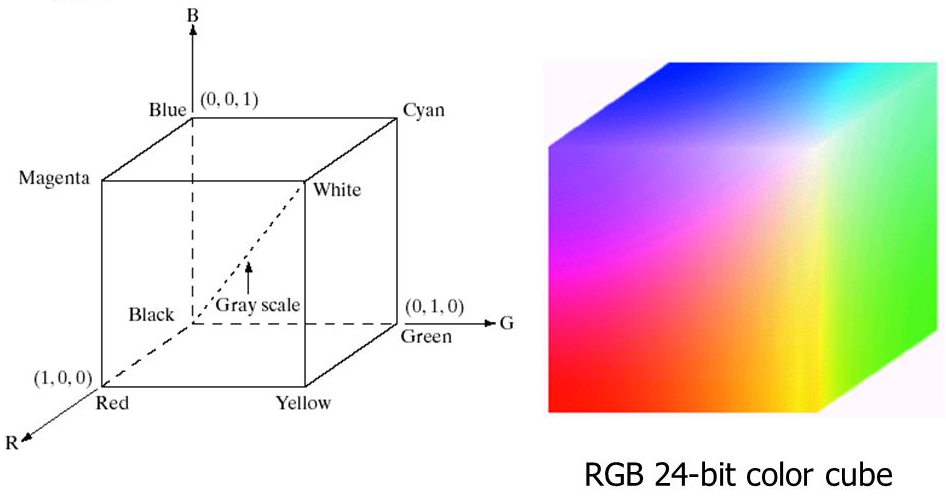 B
Blue (0, 0, 1)
Cyan
Magenta
White
Black
Gray scale
(0, 1, 0)
G
Green
(1, 0, 0)
Red
Yellow
R
RGB 24-bit color cube